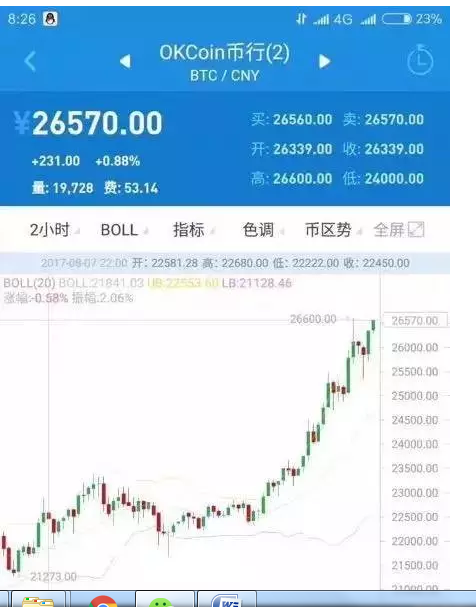 8:26 4G 23%
OKCoin币行(2)
BTC / CNY
¥26570.00
买: 26560.00 卖: 26570.00
+231.00 +0.88%
开: 26339.00 收: 26339.00
量: 19,728 费: 53.14
高: 26600.00 低: 24000.00
2小时 BOLL 指标 色调 币区势 全屏
2017-08-07 22:00 开: 22581.28 高: 22680.00 低: 22222.00 收: 22450.00
BOLL(20) BOLL:21841.03 UB:22553.60 LB:21128.46
涨幅:-0.58% 振幅:2.06%
26600.00
26570.00
26000.00
25500.00
25000.00
24500.00
24000.00
23500.00
23000.00
22500.00
22000.00
21500.00
21273.00
21000.00